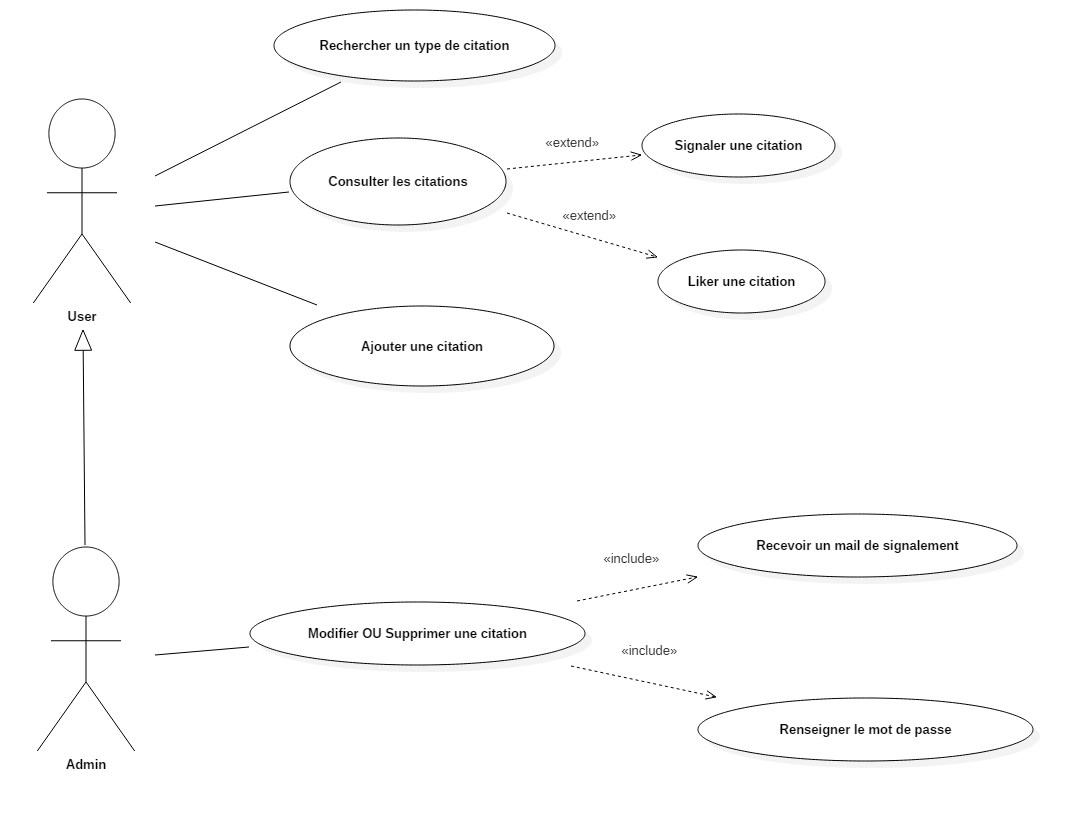 Rechercher un type de citation
«extend»
Signaler une citation
Consulter les citations
«extend»
Liker une citation
User
Ajouter une citation
Recevoir un mail de signalement
«include»
Modifier OU Supprimer une citation
«include»
Renseigner le mot de passe
Admin